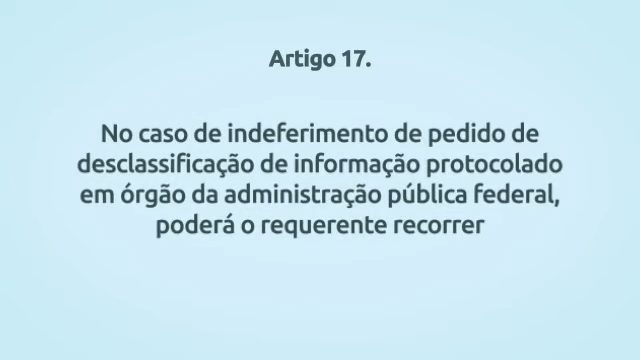 Artigo 17.
No caso de indeferimento de pedido de
desclassificação de informação protocolado
em órgão da administração pública federal,
poderá o requerente recorrer